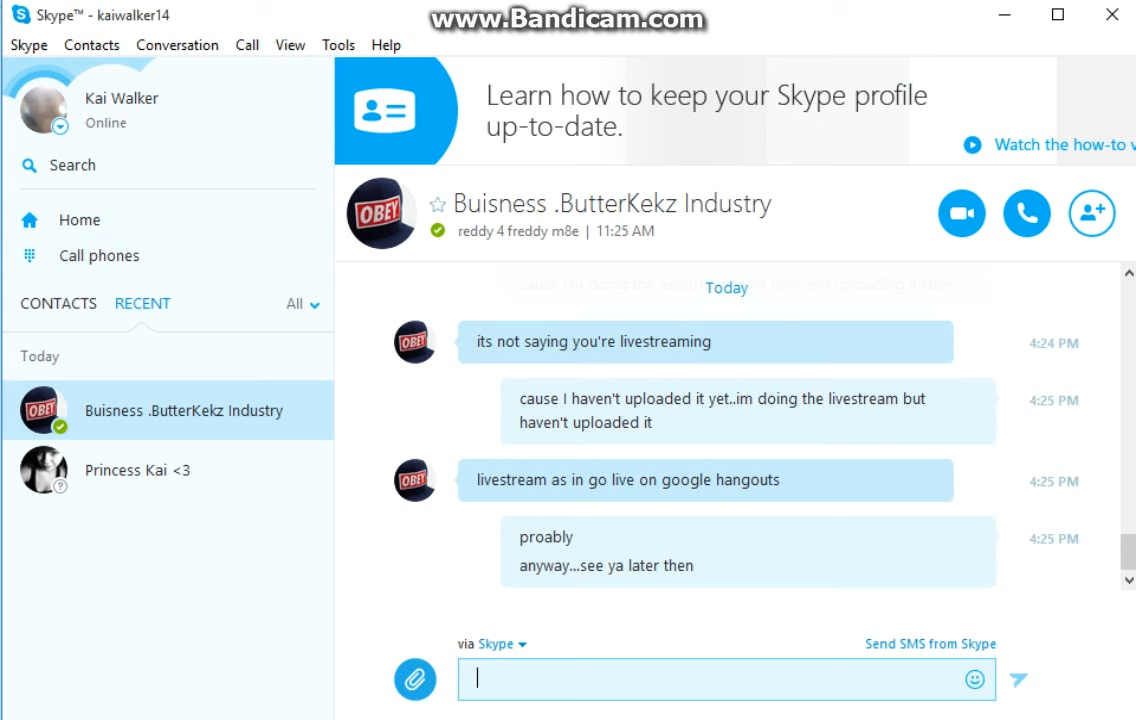 Skype™ - kaiwalker14
www.Bandicam.com
Skype Contacts Conversation Call View Tools Help
Kai Walker
Online
Search
Home
Call phones
CONTACTS RECENT All
Today
Buisness .ButterKekz Industry
Princess Kai <3
Learn how to keep your Skype profile
up-to-date.
Watch the how-to v
OBEY
Buisness .ButterKekz Industry
reddy 4 freddy m8e | 11:25 AM
Today
its not saying you're livestreaming 4:24 PM
cause I haven't uploaded it yet..im doing the livestream but 4:25 PM
haven't uploaded it
livestream as in go live on google hangouts 4:25 PM
proably 4:25 PM
anyway...see ya later then
via Skype
Send SMS from Skype